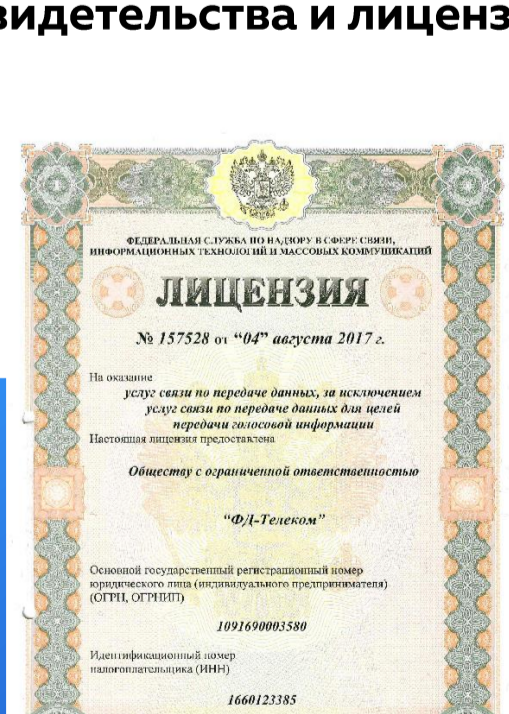 видетельства и лиценз
ФЕДЕРАЛЬНАЯ СЛУЖБА ПО НАДЗОРУ В СФЕРЕ СВЯЗИ,
ИНФОРМАЦИОННЫХ ТЕХНОЛОГИЙ И МАССОВЫХ КОММУНИКАЦИЙ
ЛИЦЕНЗИЯ
№ 157528 от “04” августа 2017 г.
На оказание
услуг связи по передаче данных, за исключением
услуг связи по передаче данных для целей
передачи голосовой информации
Настоящая лицензия предоставлена
Обществу с ограниченной ответственностью
“ФД-Телеком”
Основной государственный регистрационный номер
юридического лица (индивидуального предпринимателя)
(ОГРН, ОГРНИП)
1091690003580
Идентификационный номер
налогоплательщика (ИНН)
1660123385